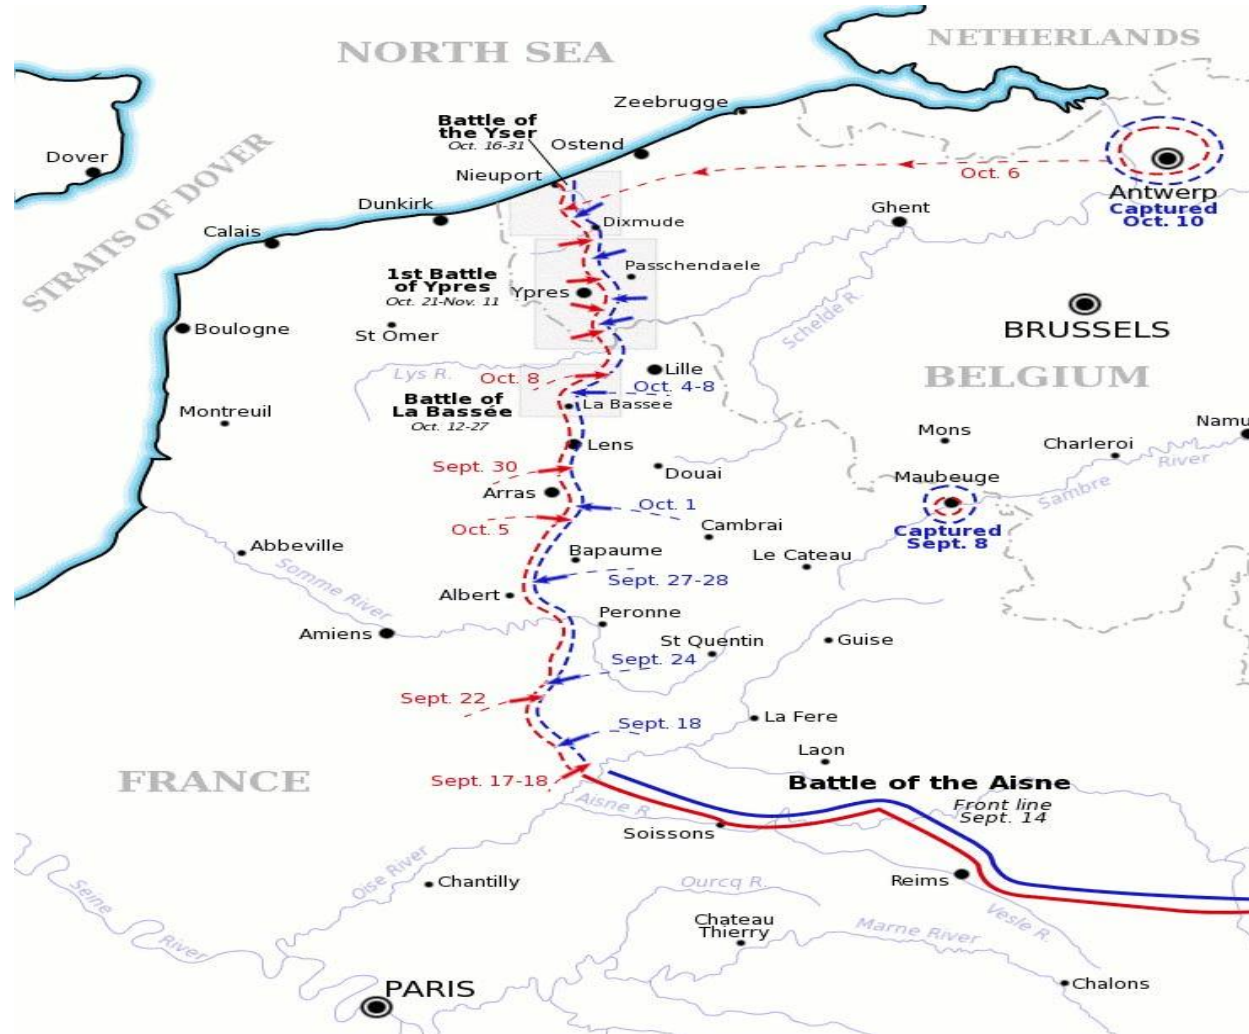 NORTH SEA
NETHERLANDS
STRAITS OF DOVER
Zeebrugge
Battle of
the Yser
Oct. 16-31
Ostend
Dover
Nieuport
Oct. 6
Antwerp
Captured
Oct. 10
Dunkirk
Dixmude
Ghent
Calais
1st Battle
of Ypres
Oct. 21-Nov. 11
Passchendaele
Ypres
Schelde R.
BRUSSELS
Boulogne
St Omer
Lys R.
Lille
Oct. 8
Oct. 4-8
BELGIUM
Battle of
La Bassée
Oct. 12-27
La Bassee
Montreuil
Lens
Mons
Charleroi
Namu
River
Sambre
Sept. 30
Douai
Maubeuge
Captured
Sept. 8
Arras
Oct. 1
Oct. 5
Cambrai
Abbeville
Bapaume
Le Cateau
Somme River
Sept. 27-28
Albert
Peronne
Amiens
St Quentin
Guise
Sept. 24
Sept. 22
Sept. 18
La Fere
Laon
FRANCE
Sept. 17-18
Battle of the Aisne
Front line
Sept. 14
Aisne R.
Soissons
Oise River
Chantilly
Ourcq R.
Reims
Seine
River
Chateau
Thierry
Marne River
Vesle R.
Chalons
PARIS